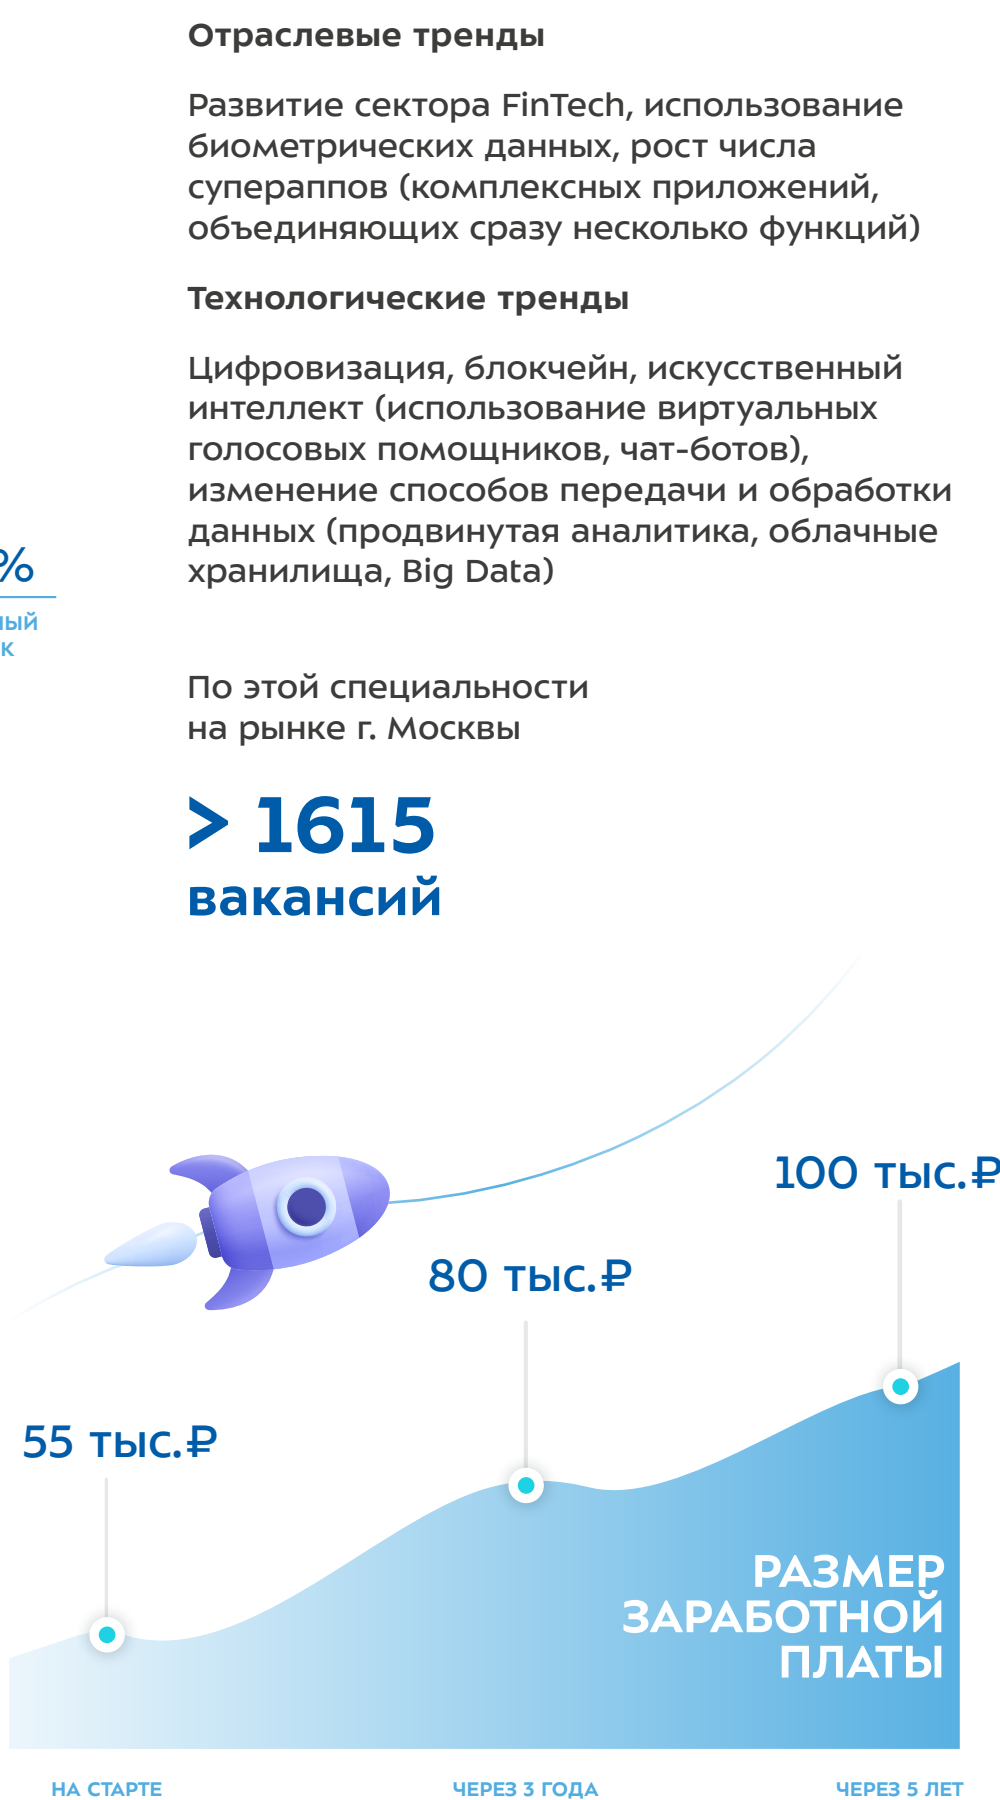 Отраслевые тренды
Развитие сектора FinTech, использование
биометрических данных, рост числа
супераппов (комплексных приложений,
объединяющих сразу несколько функций)
Технологические тренды
Цифровизация, блокчейн, искусственный
интеллект (использование виртуальных
голосовых помощников, чат-ботов),
изменение способов передачи и обработки
данных (продвинутая аналитика, облачные
хранилища, Big Data)
%
По этой специальности
на рынке г. Москвы
> 1615
вакансий
100 тыс.₽
80 тыс.₽
55 тыс.₽
РАЗМЕР
ЗАРАБОТНОЙ
ПЛАТЫ
НА СТАРТЕ
ЧЕРЕЗ 3 ГОДА
ЧЕРЕЗ 5 ЛЕТ